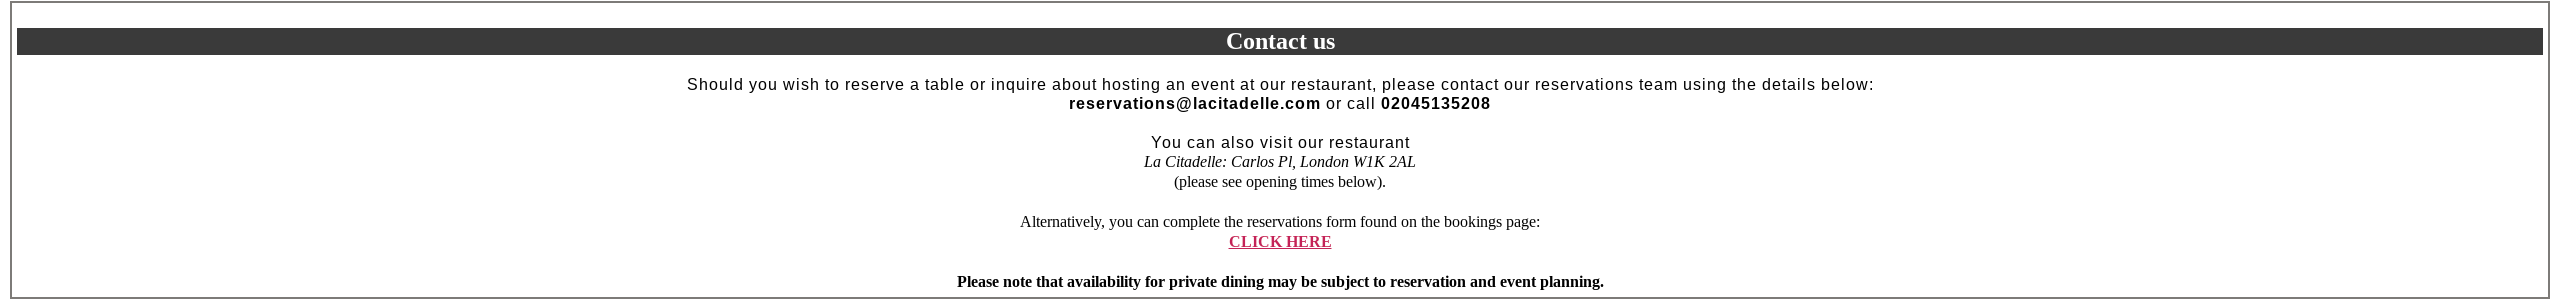 Contact us
Should you wish to reserve a table or inquire about hosting an event at our restaurant, please contact our reservations team using the details below:
reservations@lacitadelle.com or call 02045135208
You can also visit our restaurant
La Citadelle: Carlos Pl, London W1K 2AL
(please see opening times below).
Alternatively, you can complete the reservations form found on the bookings page:
CLICK HERE
Please note that availability for private dining may be subject to reservation and event planning.